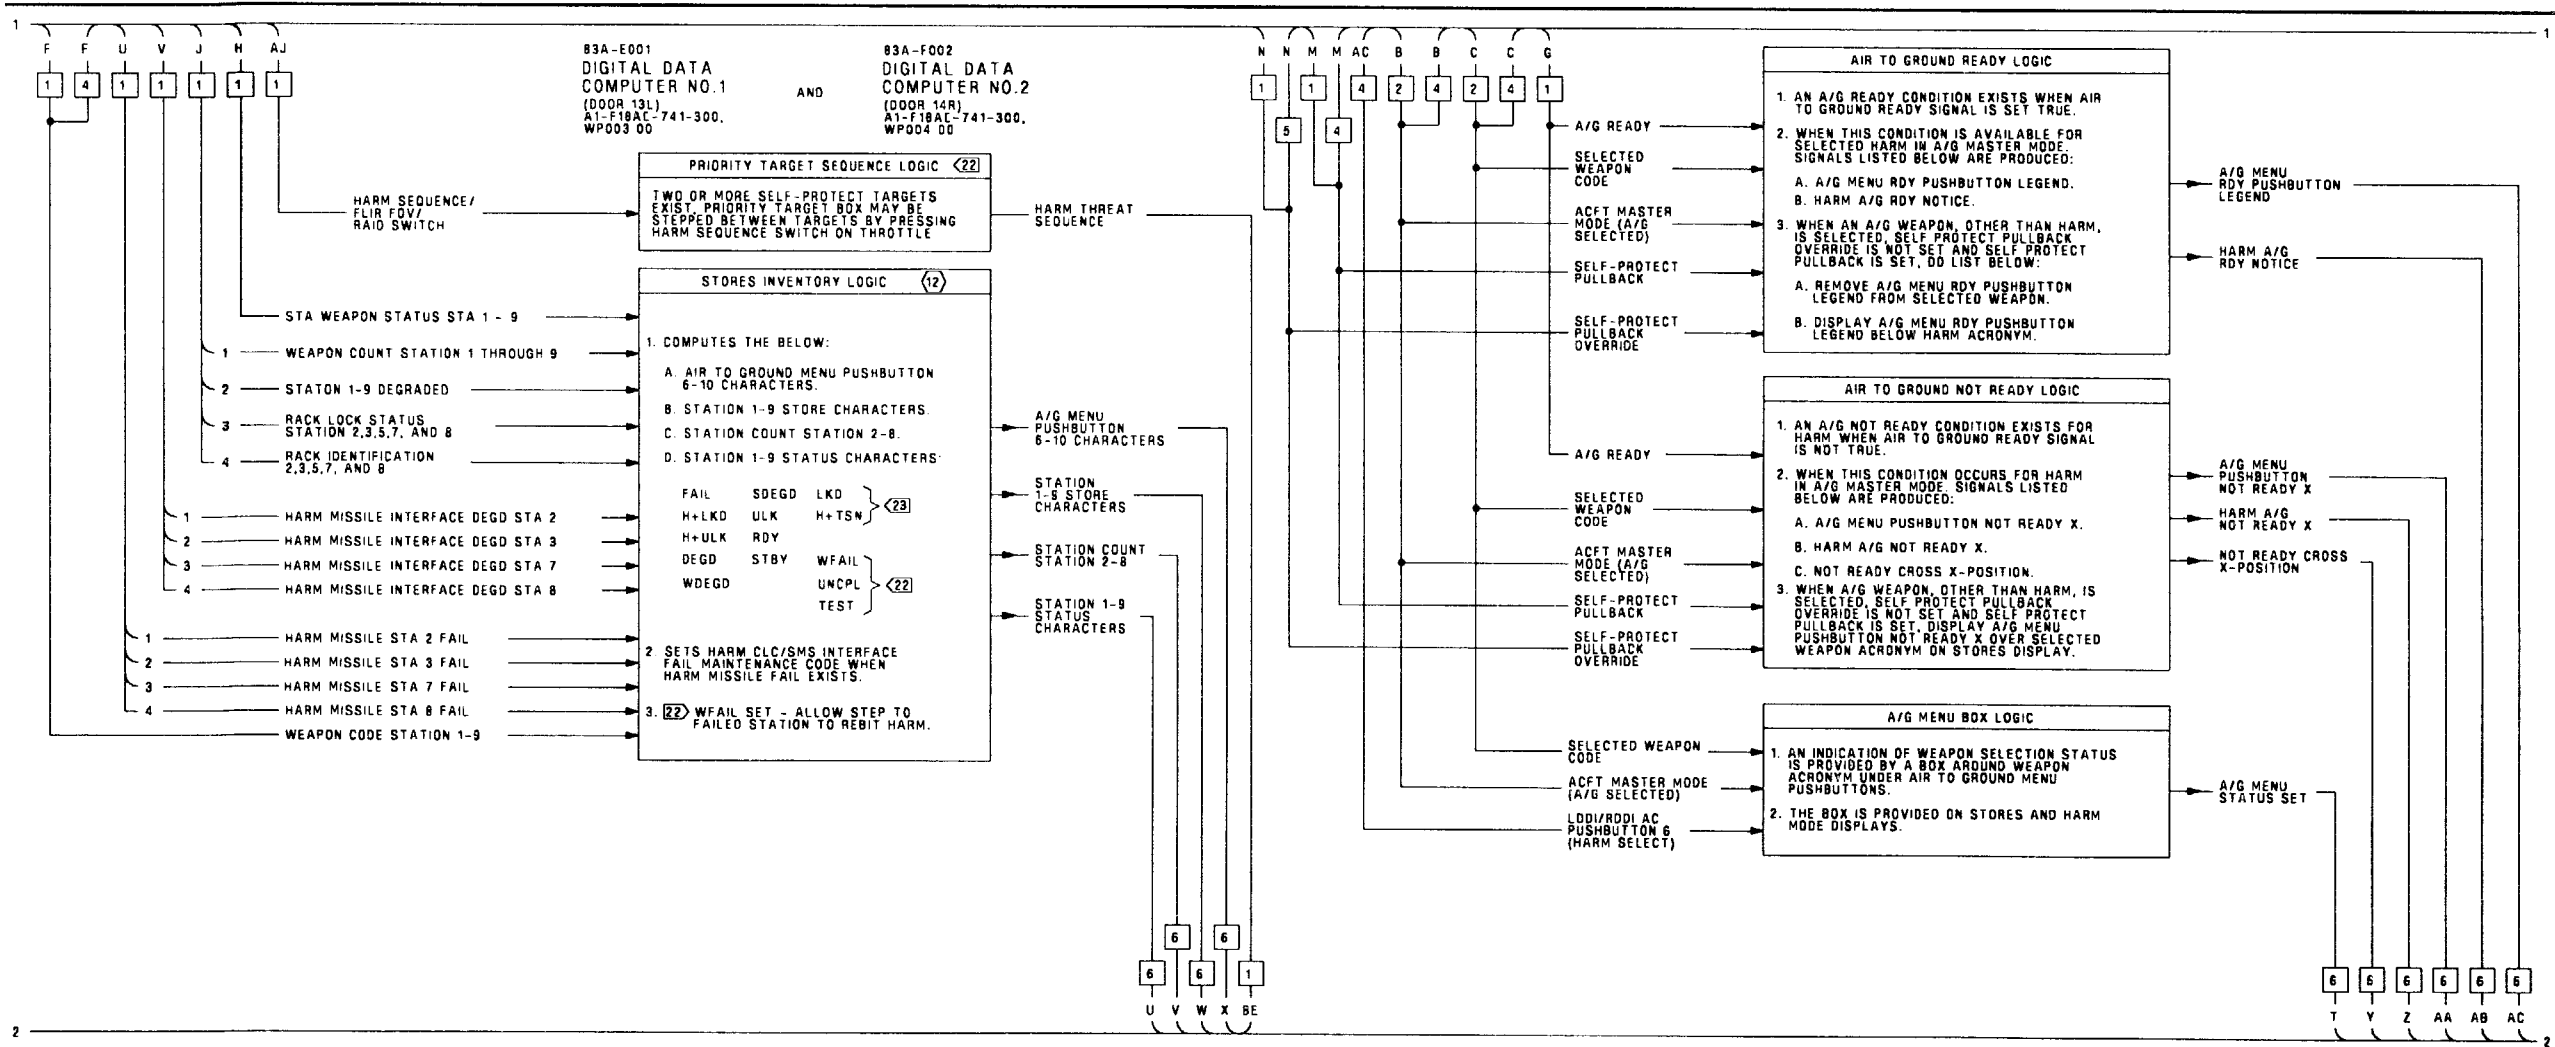 1
F F U V J H AJ
1 4 1 1 1 1 1
83A-E001
DIGITAL DATA
COMPUTER NO.1
(DOOR 13L)
A1-F18AC-741-300,
WP003 00
AND
83A-F002
DIGITAL DATA
COMPUTER NO.2
(DOOR 14R)
A1-F18AC-741-300,
WP004 00
HARM SEQUENCE/
FLIR FOV/
RAID SWITCH
PRIORITY TARGET SEQUENCE LOGIC 22
TWO OR MORE SELF-PROTECT TARGETS
EXIST, PRIORITY TARGET BOX MAY BE
STEPPED BETWEEN TARGETS BY PRESSING
HARM SEQUENCE SWITCH ON THROTTLE
HARM THREAT
SEQUENCE
STA WEAPON STATUS STA 1 - 9
1 WEAPON COUNT STATION 1 THROUGH 9
2 STATON 1-9 DEGRADED
3 RACK LOCK STATUS
STATION 2,3,5,7, AND 8
4 RACK IDENTIFICATION
2,3,5,7, AND 8
1 HARM MISSILE INTERFACE DEGD STA 2
2 HARM MISSILE INTERFACE DEGD STA 3
3 HARM MISSILE INTERFACE DEGD STA 7
4 HARM MISSILE INTERFACE DEGD STA 8
1 HARM MISSILE STA 2 FAIL
2 HARM MISSILE STA 3 FAIL
3 HARM MISSILE STA 7 FAIL
4 HARM MISSILE STA 8 FAIL
WEAPON CODE STATION 1-9
STORES INVENTORY LOGIC 12
1. COMPUTES THE BELOW:
A. AIR TO GROUND MENU PUSHBUTTON
6-10 CHARACTERS.
B. STATION 1-9 STORE CHARACTERS.
C. STATION COUNT STATION 2-8.
D. STATION 1-9 STATUS CHARACTERS:
FAIL SDEGD LKD
H+LKD ULK H+TSN 23
H+ULK RDY
DEGD STBY WFAIL
WDEGD UNCPL 22
TEST
2 SETS HARM CLC/SMS INTERFACE
FAIL MAINTENANCE CODE WHEN
HARM MISSILE FAIL EXISTS.
3. 22 WFAIL SET - ALLOW STEP TO
FAILED STATION TO REBIT HARM.
A/G MENU
PUSHBUTTON
6-10 CHARACTERS
STATION
1-9 STORE
CHARACTERS
STATION COUNT
STATION 2-8
STATION 1-9
STATUS
CHARACTERS
6 6
6 6 1
U V W X BE
N N M M AC B B C C G
1 1 4 2 4 2 4 1
5 4
A/G READY
SELECTED
WEAPON
CODE
ACFT MASTER
MODE (A/G
SELECTED)
SELF-PROTECT
PULLBACK
SELF-PROTECT
PULLBACK
OVERRIDE
AIR TO GROUND READY LOGIC
1. AN A/G READY CONDITION EXISTS WHEN AIR
TO GROUND READY SIGNAL IS SET TRUE.
2. WHEN THIS CONDITION IS AVAILABLE FOR
SELECTED HARM IN A/G MASTER MODE.
SIGNALS LISTED BELOW ARE PRODUCED:
A. A/G MENU RDY PUSHBUTTON LEGEND.
B. HARM A/G RDY NOTICE.
3. WHEN AN A/G WEAPON, OTHER THAN HARM,
IS SELECTED, SELF PROTECT PULLBACK
OVERRIDE IS NOT SET AND SELF PROTECT
PULLBACK IS SET, DO LIST BELOW:
A. REMOVE A/G MENU RDY PUSHBUTTON
LEGEND FROM SELECTED WEAPON.
B. DISPLAY A/G MENU RDY PUSHBUTTON
LEGEND BELOW HARM ACRONYM.
A/G MENU
RDY PUSHBUTTON
LEGEND
HARM A/G
RDY NOTICE
A/G READY
SELECTED
WEAPON
CODE
ACFT MASTER
MODE (A/G
SELECTED)
SELF-PROTECT
PULLBACK
SELF-PROTECT
PULLBACK
OVERRIDE
AIR TO GROUND NOT READY LOGIC
1. AN A/G NOT READY CONDITION EXISTS FOR
HARM WHEN AIR TO GROUND READY SIGNAL
IS NOT TRUE.
2. WHEN THIS CONDITION OCCURS FOR HARM
IN A/G MASTER MODE. SIGNALS LISTED
BELOW ARE PRODUCED:
A. A/G MENU PUSHBUTTON NOT READY X.
B. HARM A/G NOT READY X.
C. NOT READY CROSS X-POSITION.
3. WHEN A/G WEAPON, OTHER THAN HARM, IS
SELECTED, SELF PROTECT PULLBACK
OVERRIDE IS NOT SET AND SELF PROTECT
PULLBACK IS SET, DISPLAY A/G MENU
PUSHBUTTON NOT READY X OVER SELECTED
WEAPON ACRONYM ON STORES DISPLAY.
A/G MENU
PUSHBUTTON
NOT READY X
HARM A/G
NOT READY X
NOT READY CROSS
X-POSITION
SELECTED WEAPON
CODE
ACFT MASTER MODE
(A/G SELECTED)
LDDI/RDDI AC
PUSHBUTTON 6
(HARM SELECT)
A/G MENU BOX LOGIC
1. AN INDICATION OF WEAPON SELECTION STATUS
IS PROVIDED BY A BOX AROUND WEAPON
ACRONYM UNDER AIR TO GROUND MENU
PUSHBUTTONS.
2. THE BOX IS PROVIDED ON STORES AND HARM
MODE DISPLAYS.
A/G MENU
STATUS SET
6 6 6 6 6 6
T Y Z AA AB AC
1
2
2